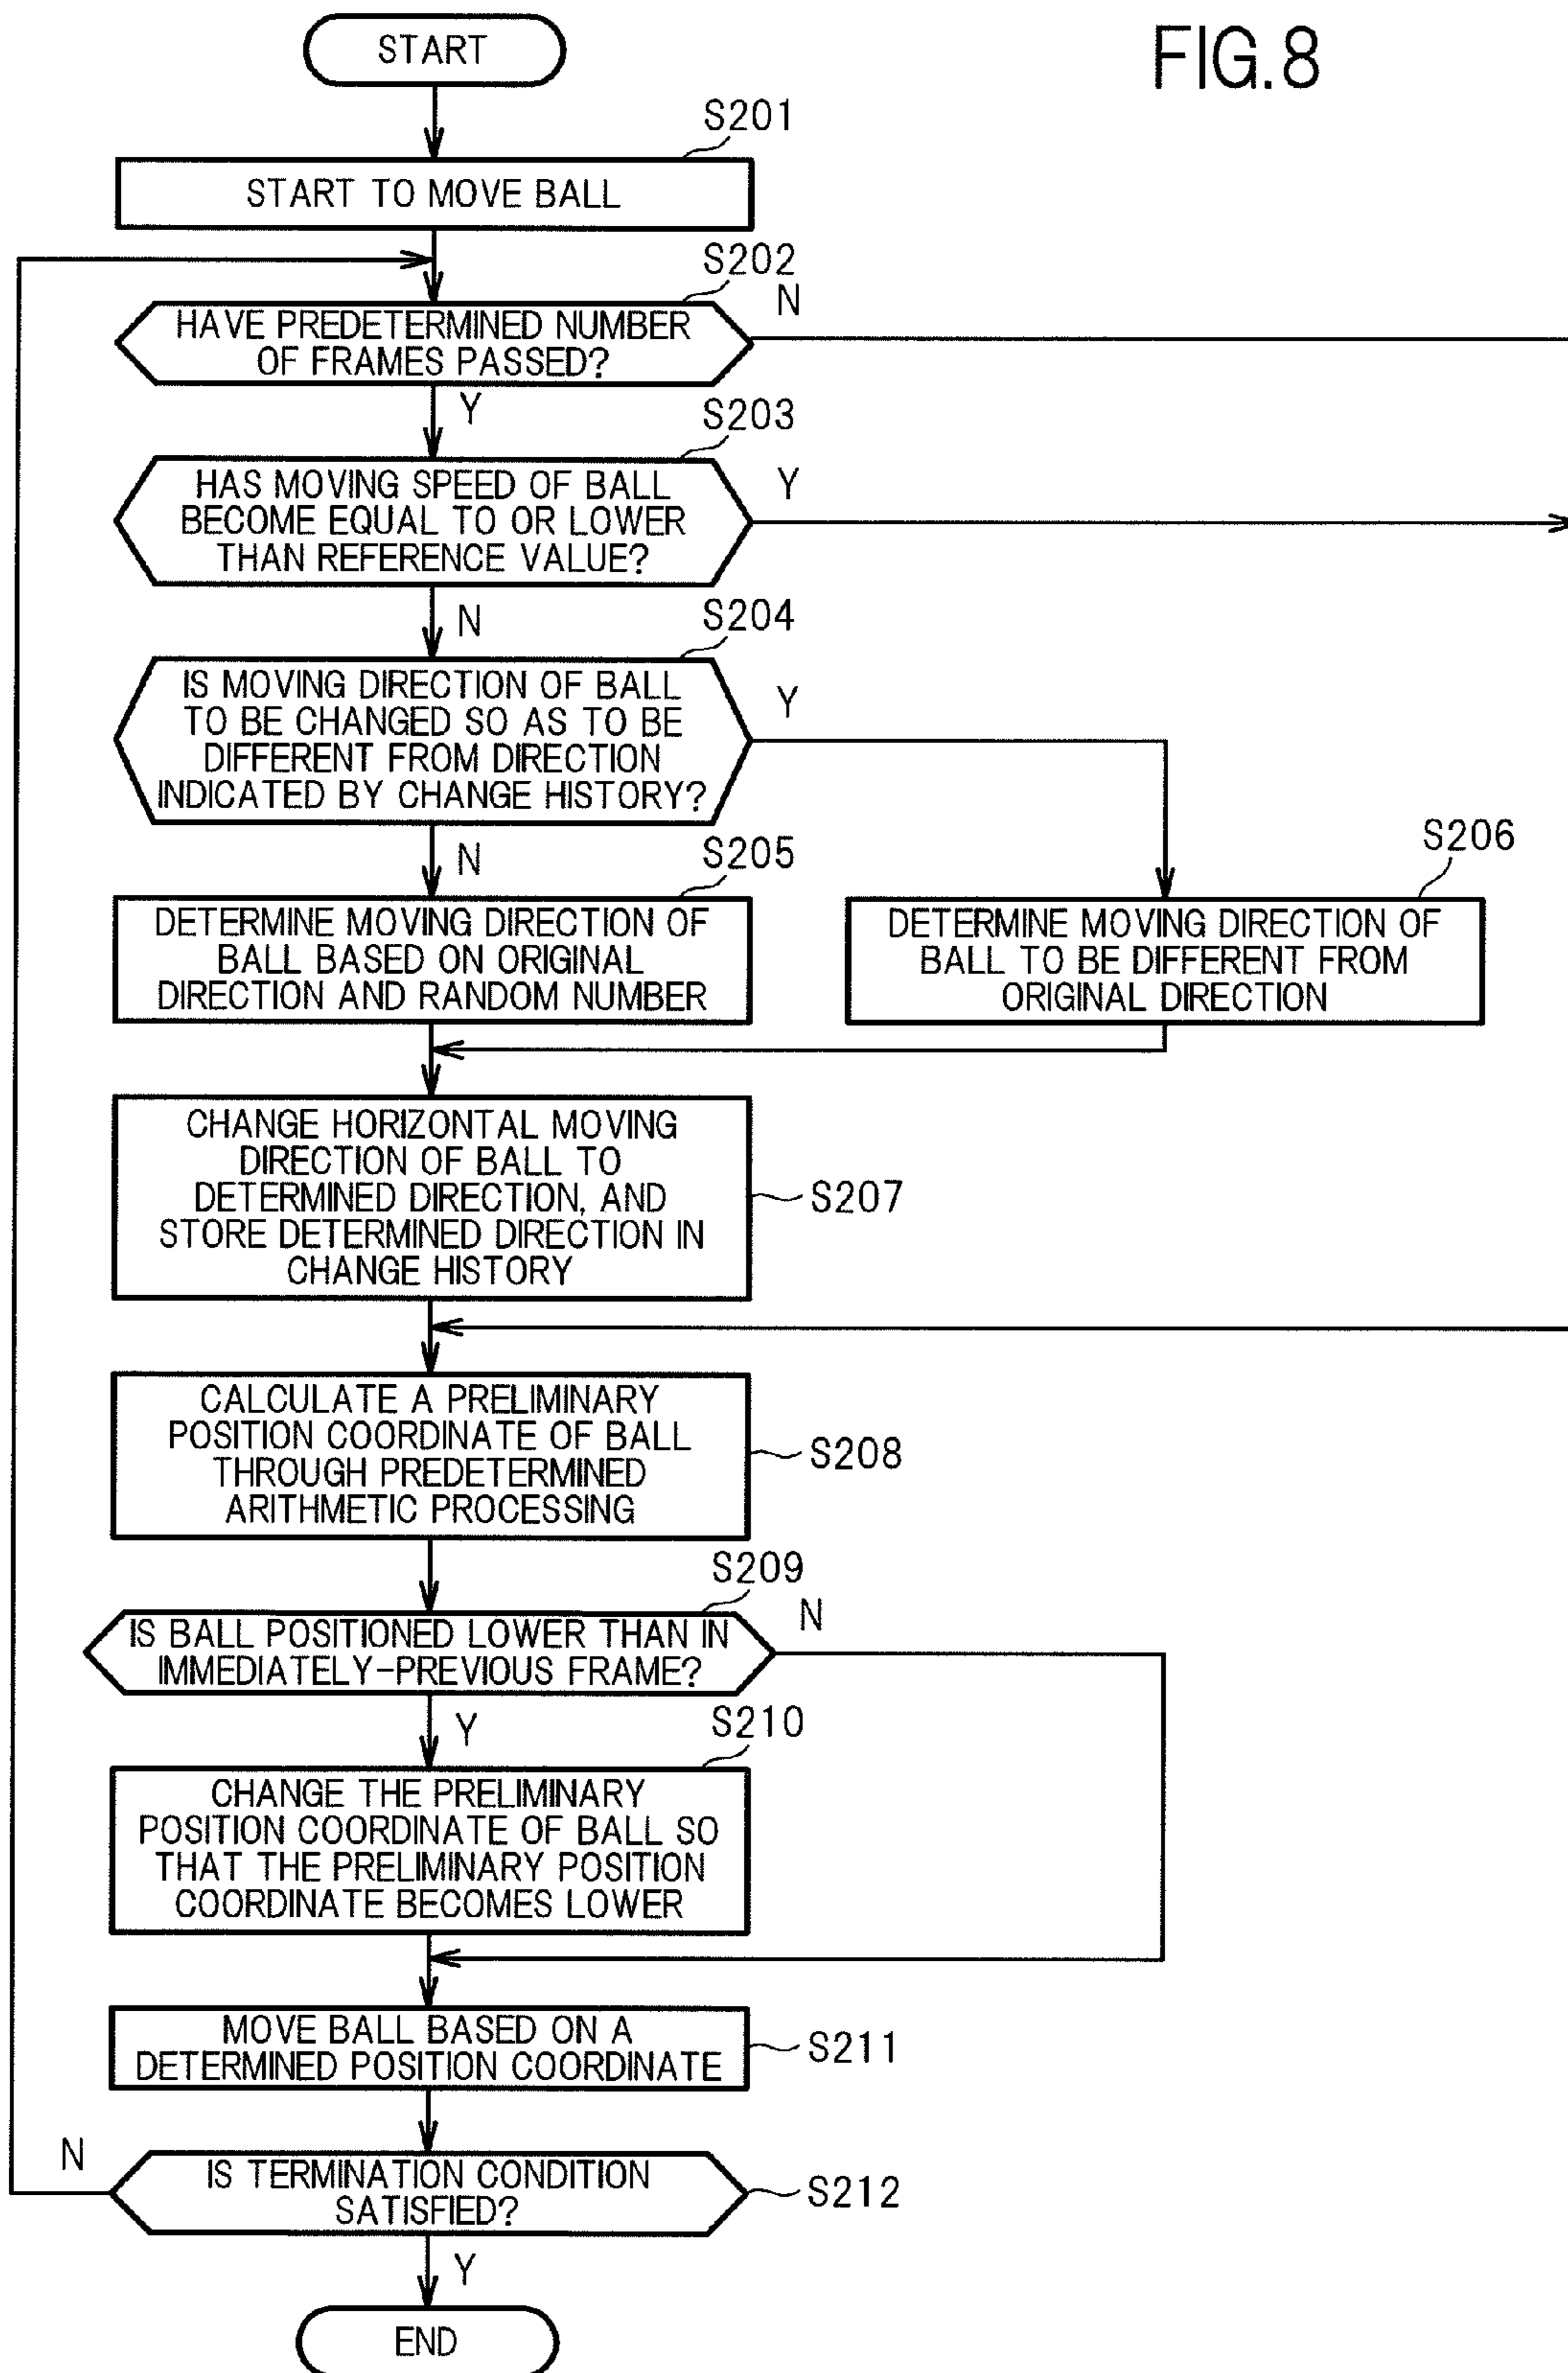 FIG.8
START
S201
START TO MOVE BALL
S202
HAVE PREDETERMINED NUMBER
OF FRAMES PASSED?
N
Y
S203
HAS MOVING SPEED OF BALL
BECOME EQUAL TO OR LOWER
THAN REFERENCE VALUE?
Y
N
S204
IS MOVING DIRECTION OF BALL
TO BE CHANGED SO AS TO BE
DIFFERENT FROM DIRECTION
INDICATED BY CHANGE HISTORY?
Y
N
S205
DETERMINE MOVING DIRECTION OF
BALL BASED ON ORIGINAL
DIRECTION AND RANDOM NUMBER
S206
DETERMINE MOVING DIRECTION OF
BALL TO BE DIFFERENT FROM
ORIGINAL DIRECTION
CHANGE HORIZONTAL MOVING
DIRECTION OF BALL TO
DETERMINED DIRECTION, AND
STORE DETERMINED DIRECTION IN
CHANGE HISTORY
S207
CALCULATE A PRELIMINARY
POSITION COORDINATE OF BALL
THROUGH PREDETERMINED
ARITHMETIC PROCESSING
S208
S209
IS BALL POSITIONED LOWER THAN IN
IMMEDIATELY-PREVIOUS FRAME?
N
Y
S210
CHANGE THE PRELIMINARY
POSITION COORDINATE OF BALL SO
THAT THE PRELIMINARY POSITION
COORDINATE BECOMES LOWER
MOVE BALL BASED ON A
DETERMINED POSITION COORDINATE
S211
N
IS TERMINATION CONDITION
SATISFIED?
S212
Y
END